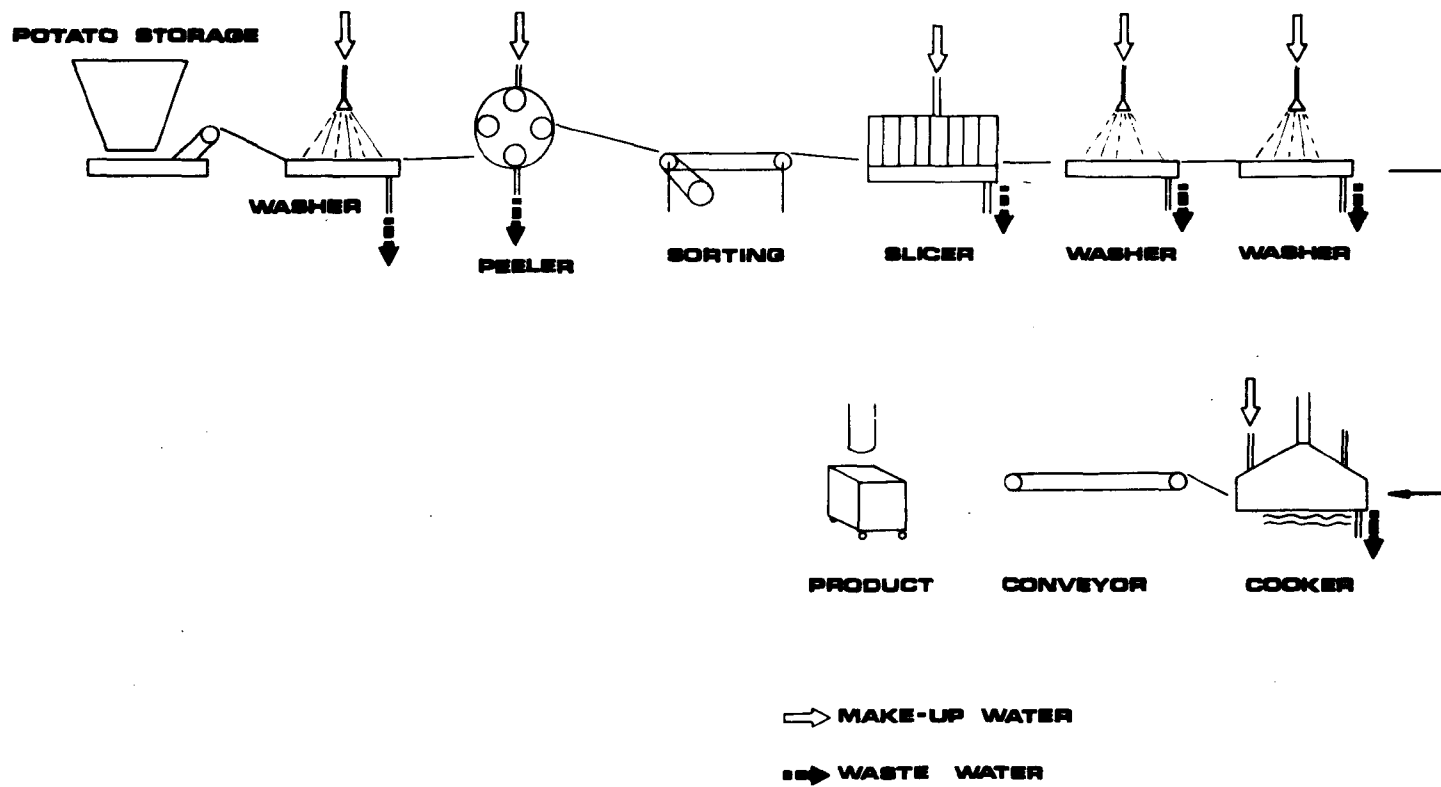 POTATO STORAGE
WASHER
PEELER
SORTING
SLICER
WASHER
WASHER
PRODUCT
CONVEYOR
COOKER
MAKE-UP WATER
WASTE WATER